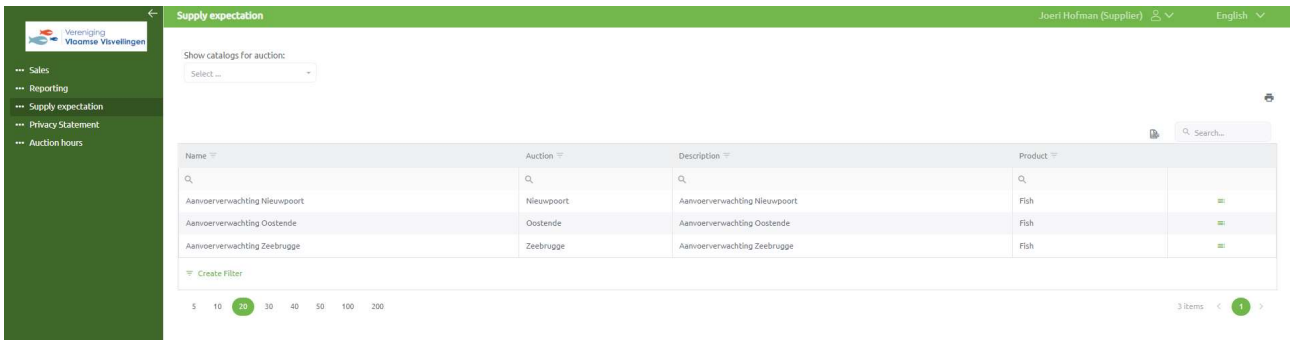 Supply expectation
Joeri Hofman (Supplier)
English
Vereniging
Vlaamse Visveilingen
Sales
Reporting
Supply expectation
Privacy Statement
Auction hours
Show catalogs for auction:
Select ...
Search...
Name Auction Description Product
Aanvoerverwachting Nieuwpoort Nieuwpoort Aanvoerverwachting Nieuwpoort Fish
Aanvoerverwachting Oostende Oostende Aanvoerverwachting Oostende Fish
Aanvoerverwachting Zeebrugge Zeebrugge Aanvoerverwachting Zeebrugge Fish
Create Filter
5 10 20 30 40 50 100 200
3 items < 1 >